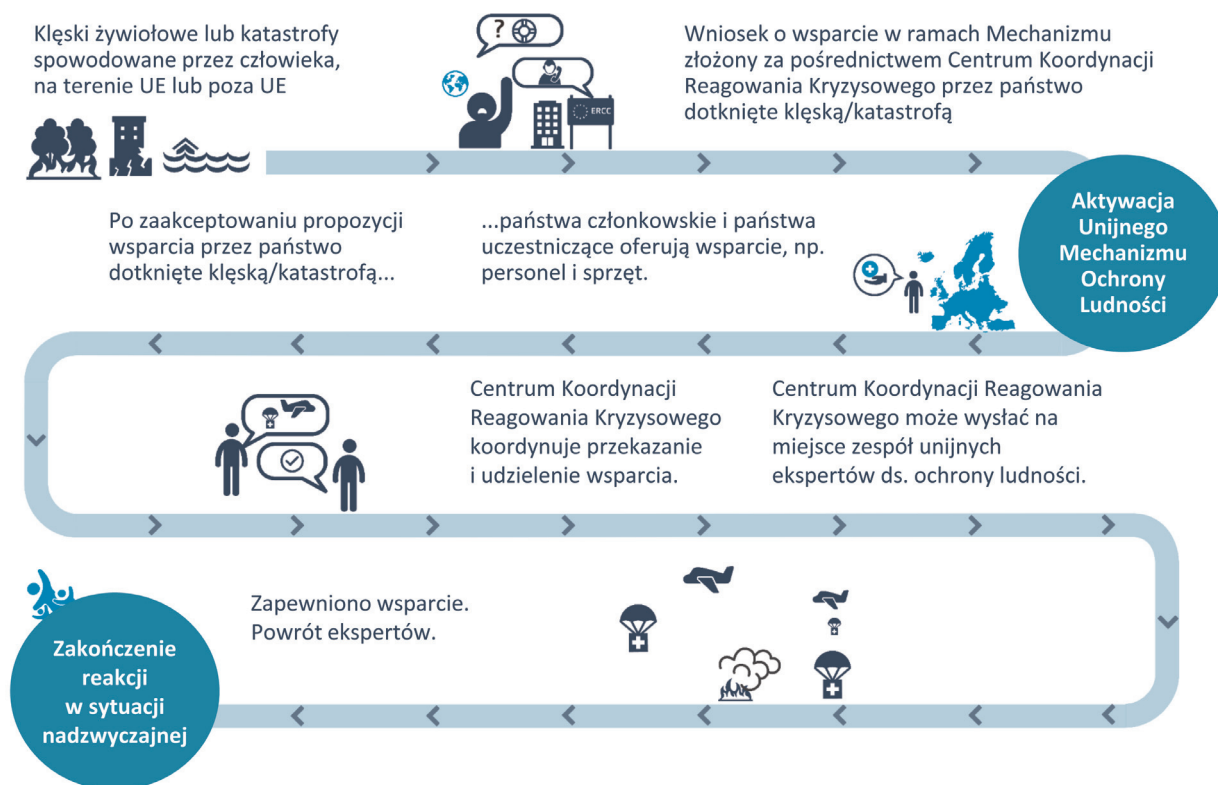 Klęski żywiołowe lub katastrofy
spowodowane przez człowieka,
na terenie UE lub poza UE
?
ERCC
Wniosek o wsparcie w ramach Mechanizmu
złożony za pośrednictwem Centrum Koordynacji
Reagowania Kryzysowego przez państwo
dotknięte klęską/katastrofą
Aktywacja
Unijnego
Mechanizmu
Ochrony
Ludności
...państwa członkowskie i państwa
uczestniczące oferują wsparcie, np.
personel i sprzęt.
Po zaakceptowaniu propozycji
wsparcia przez państwo
dotknięte klęską/katastrofą...
Centrum Koordynacji
Reagowania Kryzysowego
koordynuje przekazanie
i udzielenie wsparcia.
Centrum Koordynacji Reagowania
Kryzysowego może wysłać na
miejsce zespół unijnych
ekspertów ds. ochrony ludności.
Zapewniono wsparcie.
Powrót ekspertów.
Zakończenie
reakcji
w sytuacji
nadzwyczajnej